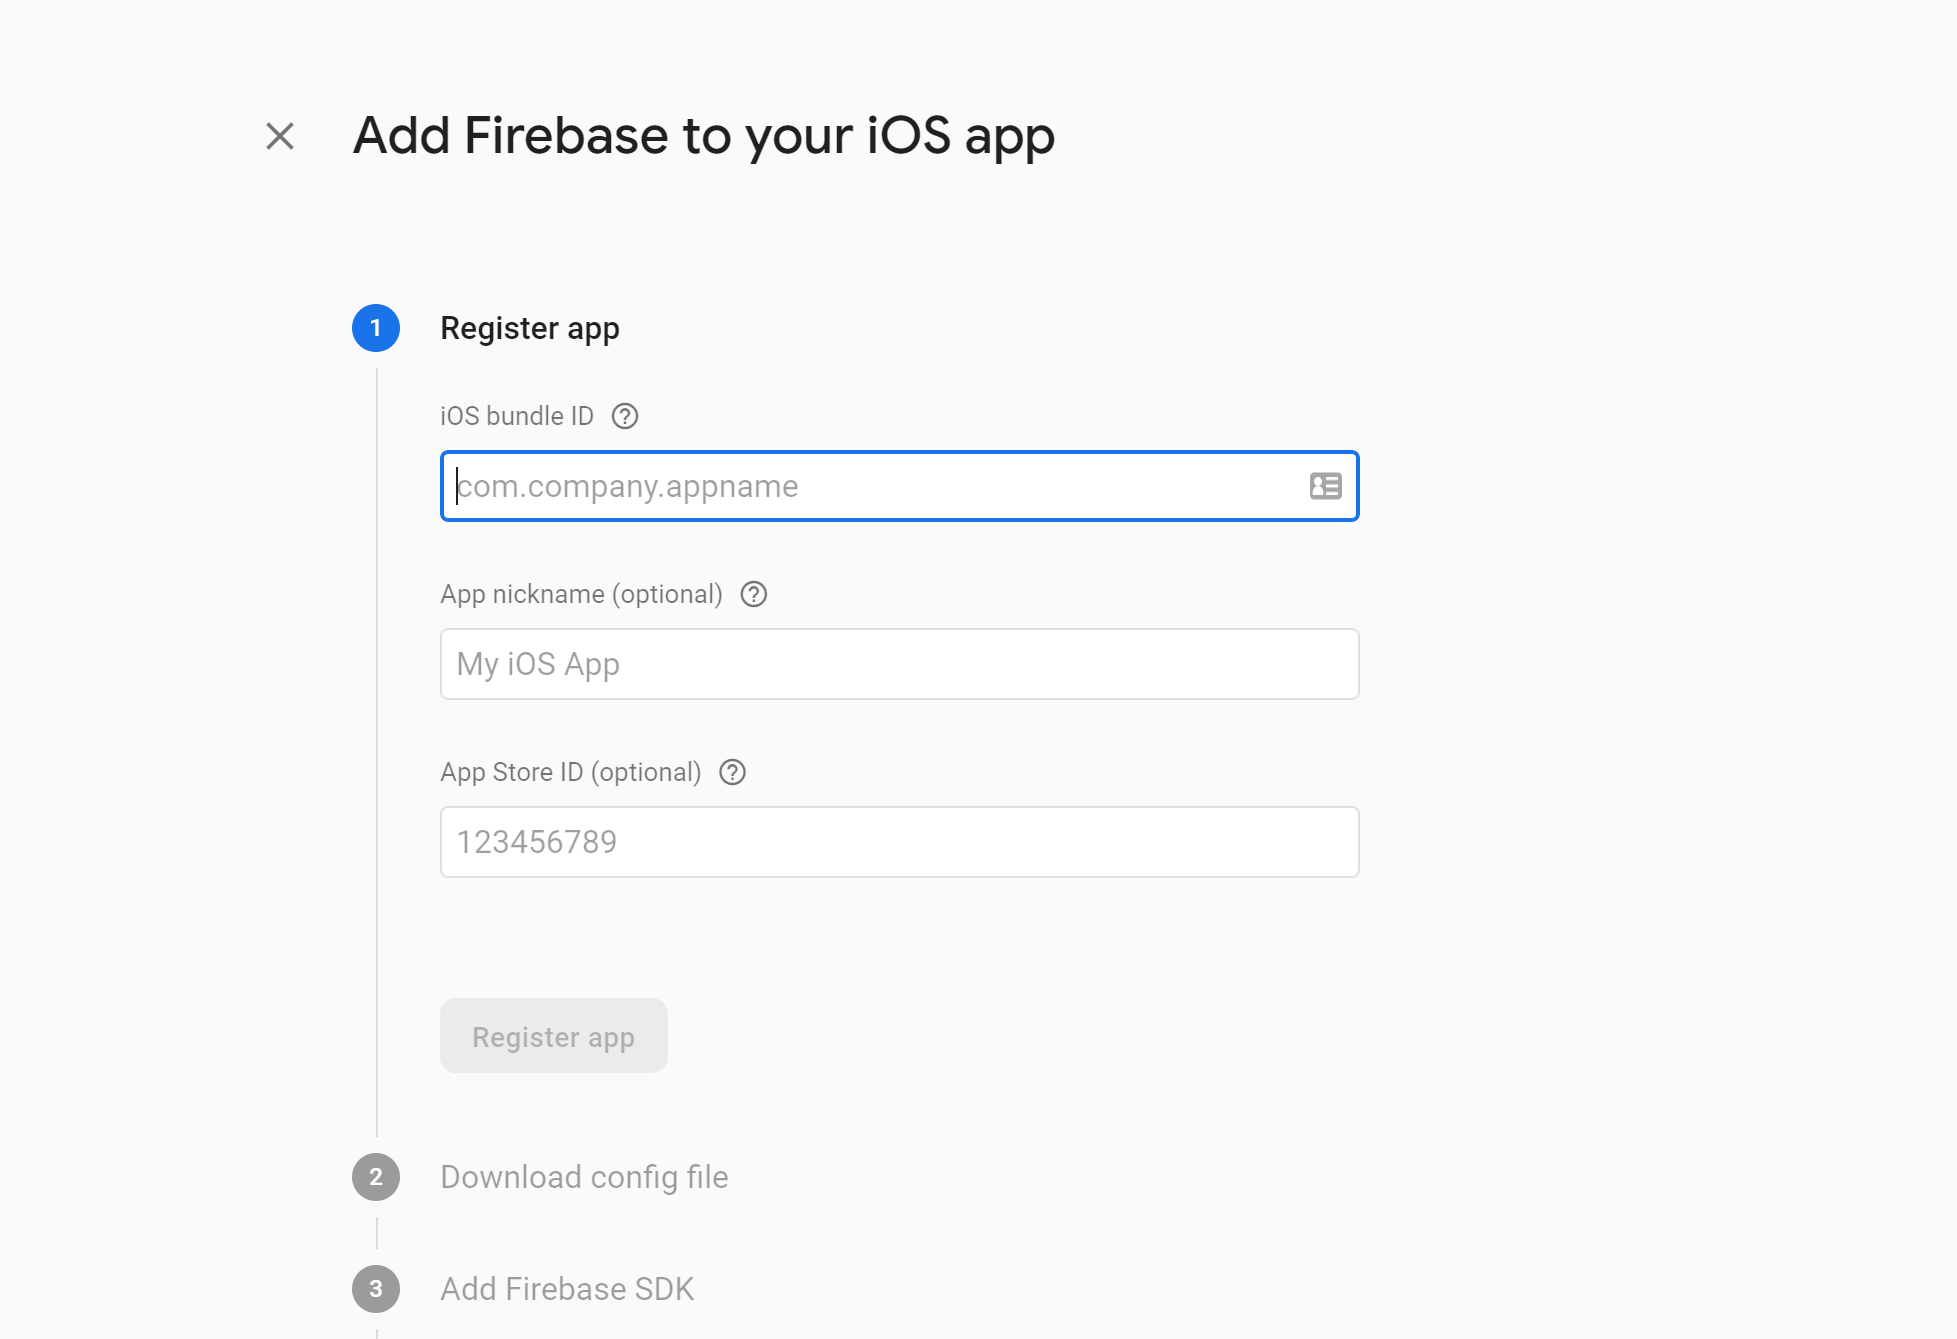 Add Firebase to your iOS app
1 Register app
iOS bundle ID ?
com.company.appname
App nickname (optional) ?
My iOS App
App Store ID (optional) ?
123456789
Register app
2 Download config file
3 Add Firebase SDK